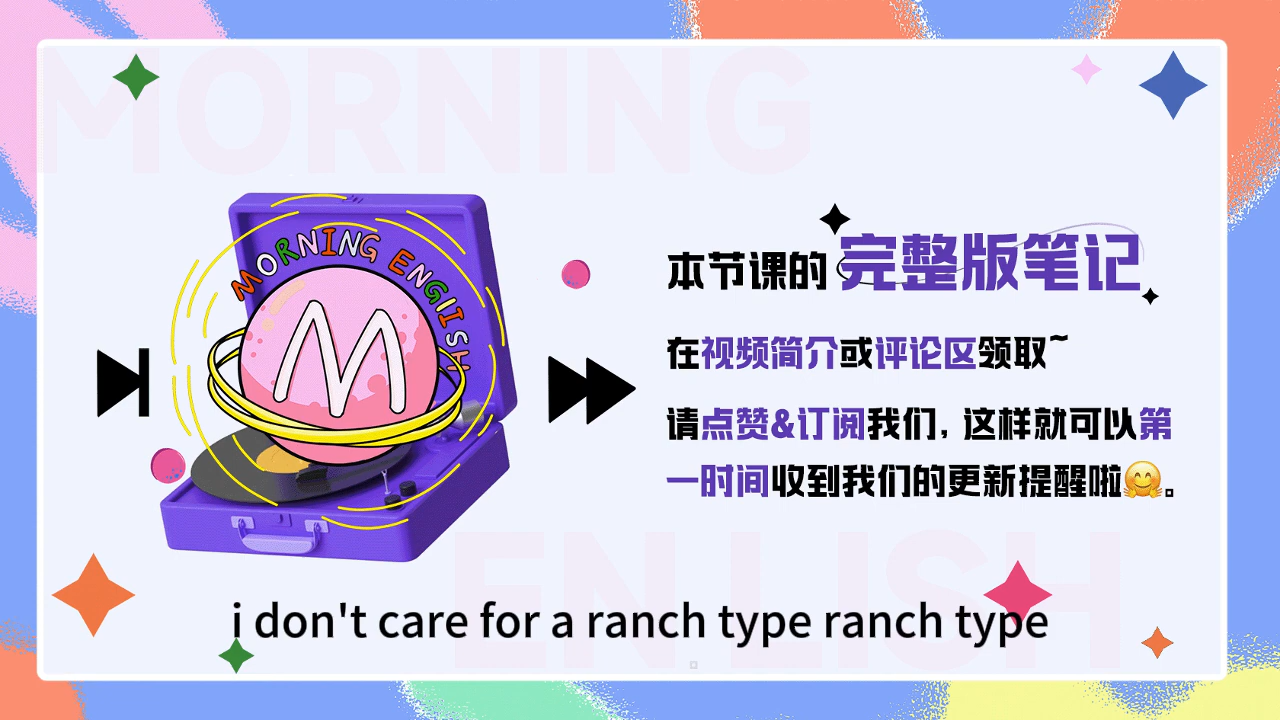 MORNING
MORNING ENGlISH
M
本节课的 完整版笔记
在视频简介或评论区领取~
请点赞&订阅我们，这样就可以第
一时间收到我们的更新提醒啦🤗。
EN LISH
i don't care for a ranch type ranch type